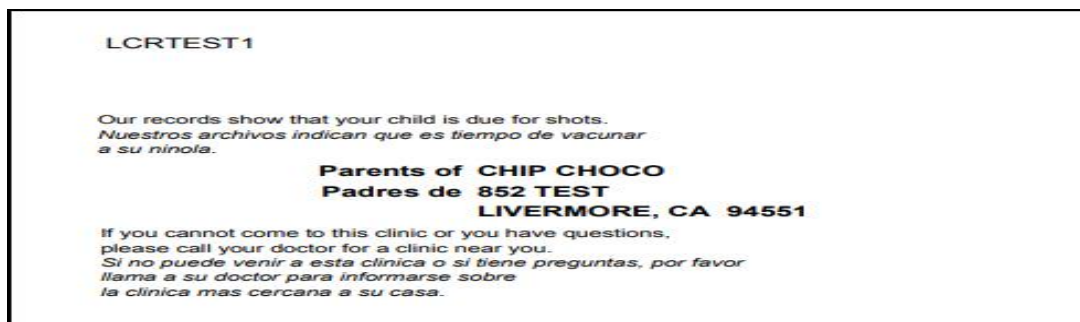 LCRTEST1
Our records show that your child is due for shots.
Nuestros archivos indican que es tiempo de vacunar
a su ninola.
Parents of CHIP CHOCO
Padres de 852 TEST
LIVERMORE, CA 94551
If you cannot come to this clinic or you have questions,
please call your doctor for a clinic near you.
Si no puede venir a esta clinica o si tiene preguntas, por favor
llama a su doctor para informarse sobre
la clinica mas cercana a su casa.